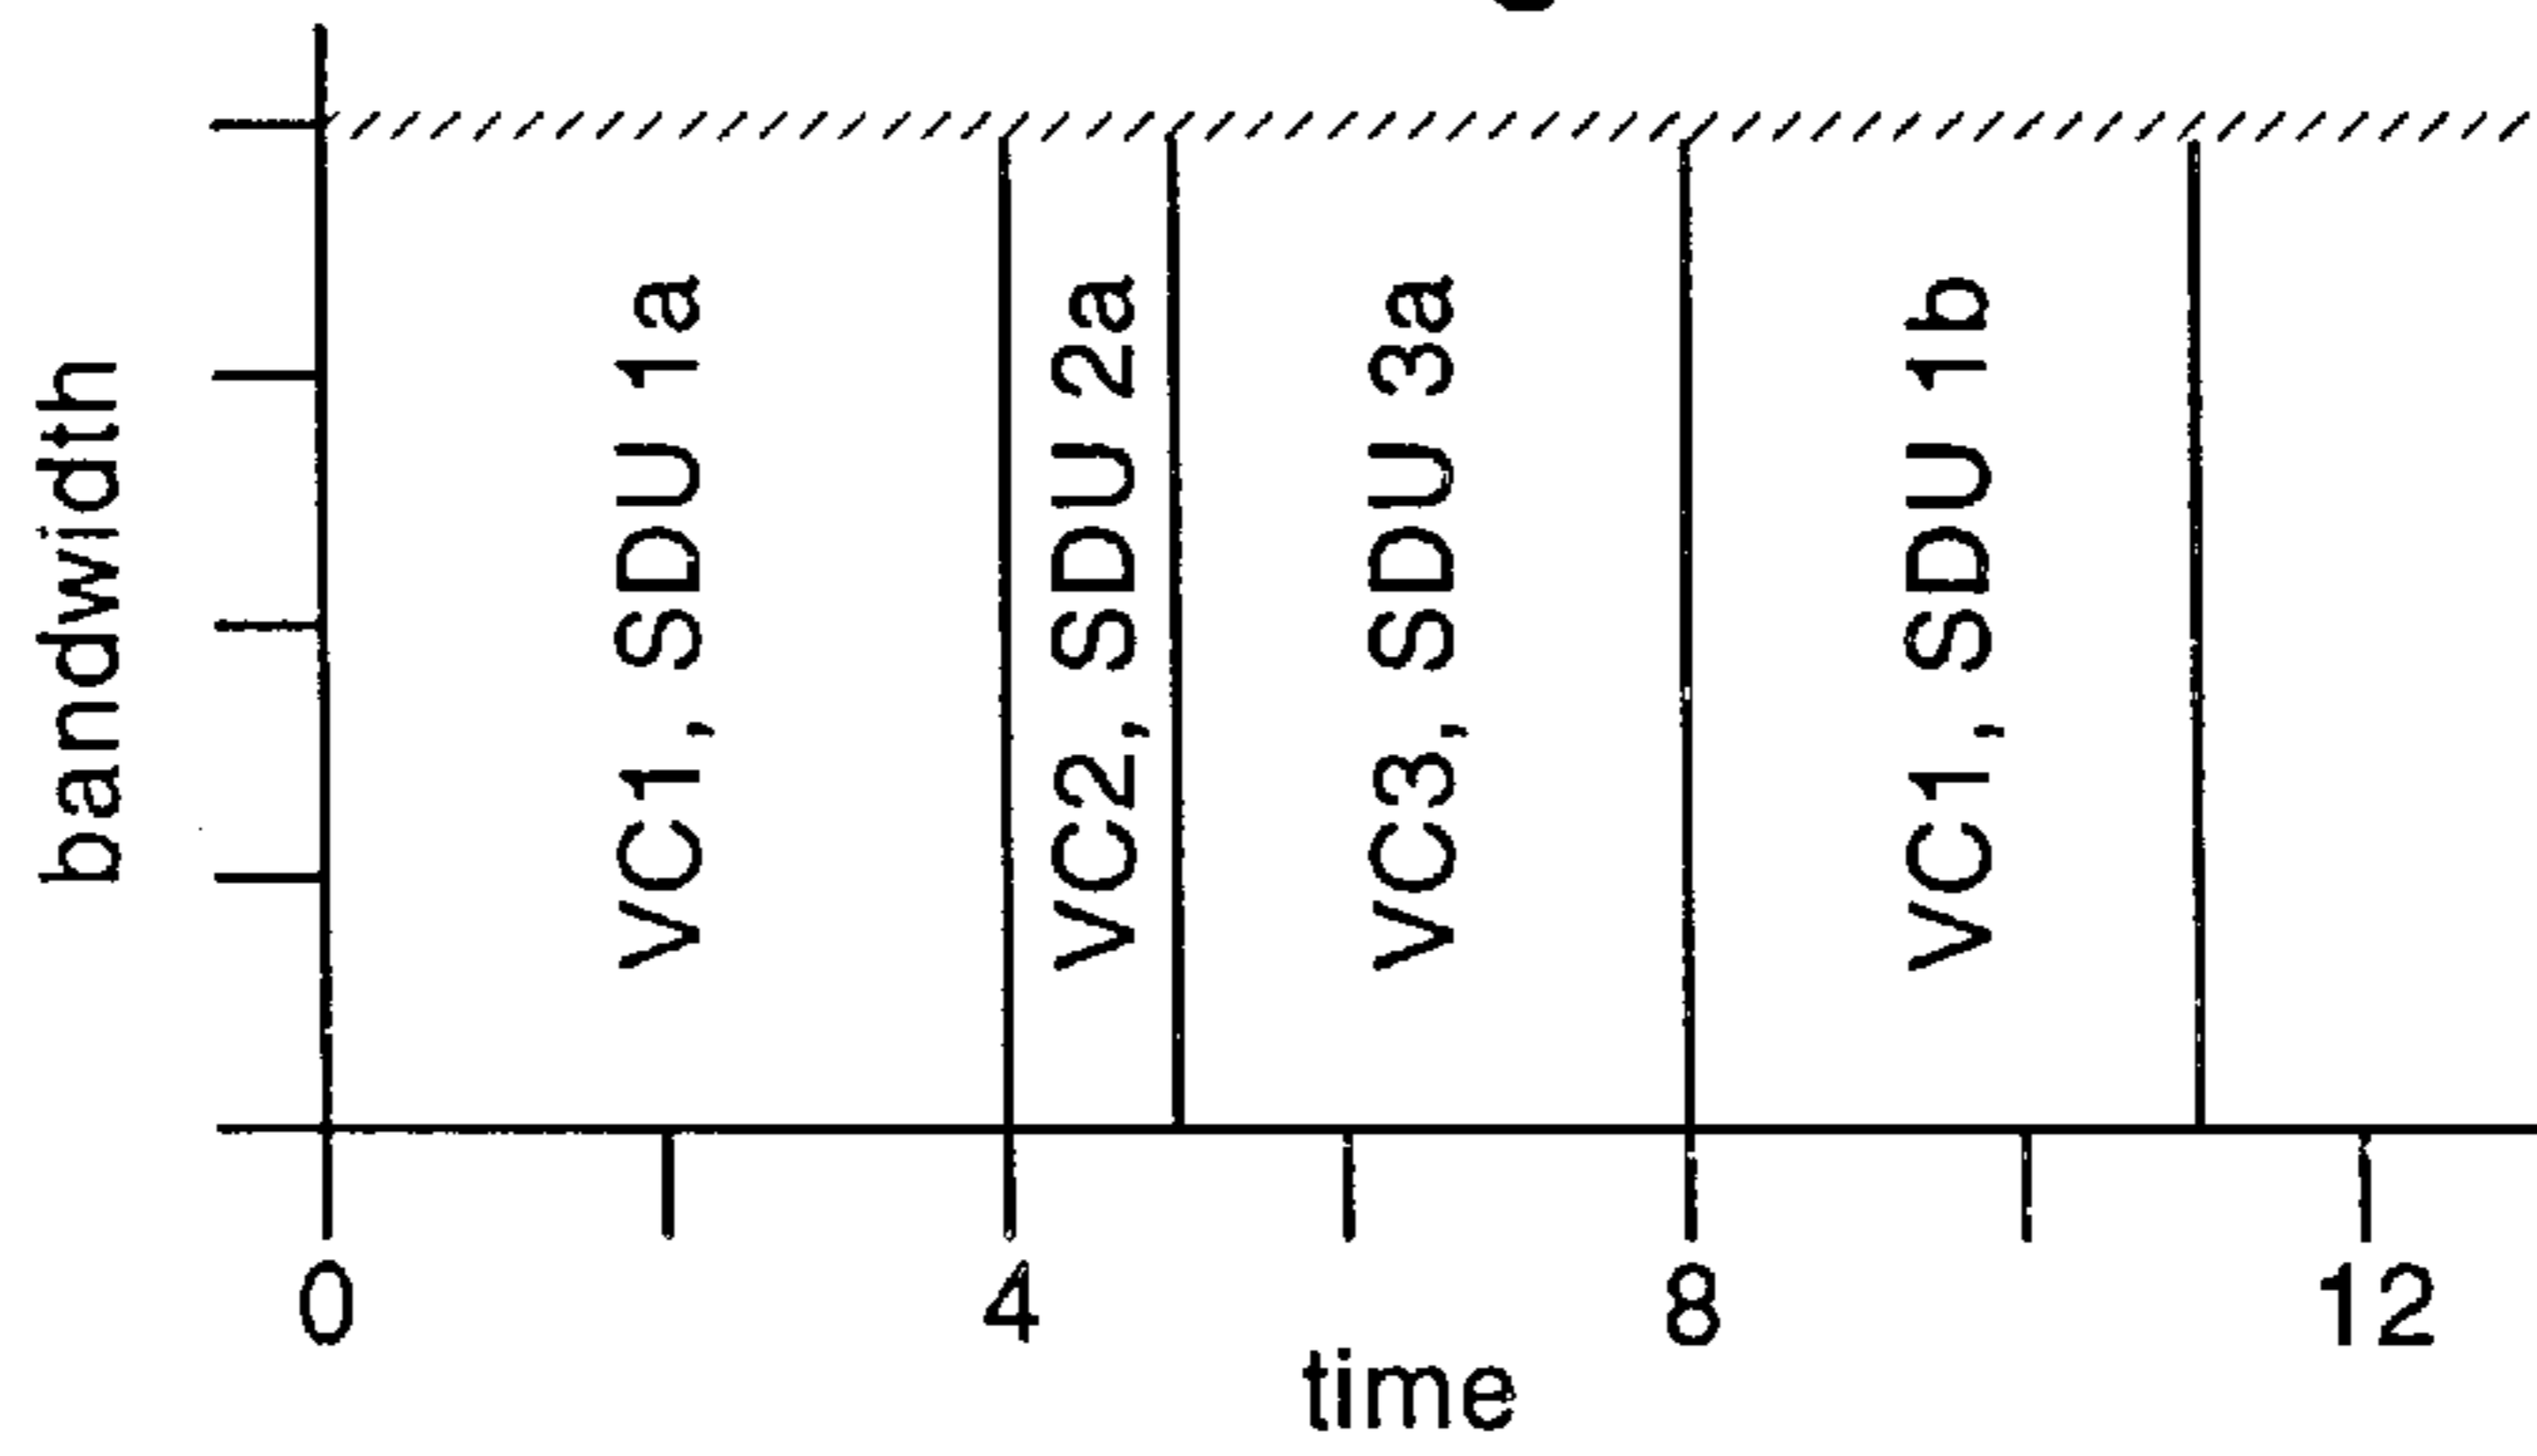 bandwidth
VC1, SDU 1a
VC2, SDU 2a
VC3, SDU 3a
VC1, SDU 1b
0
4
8
12
time